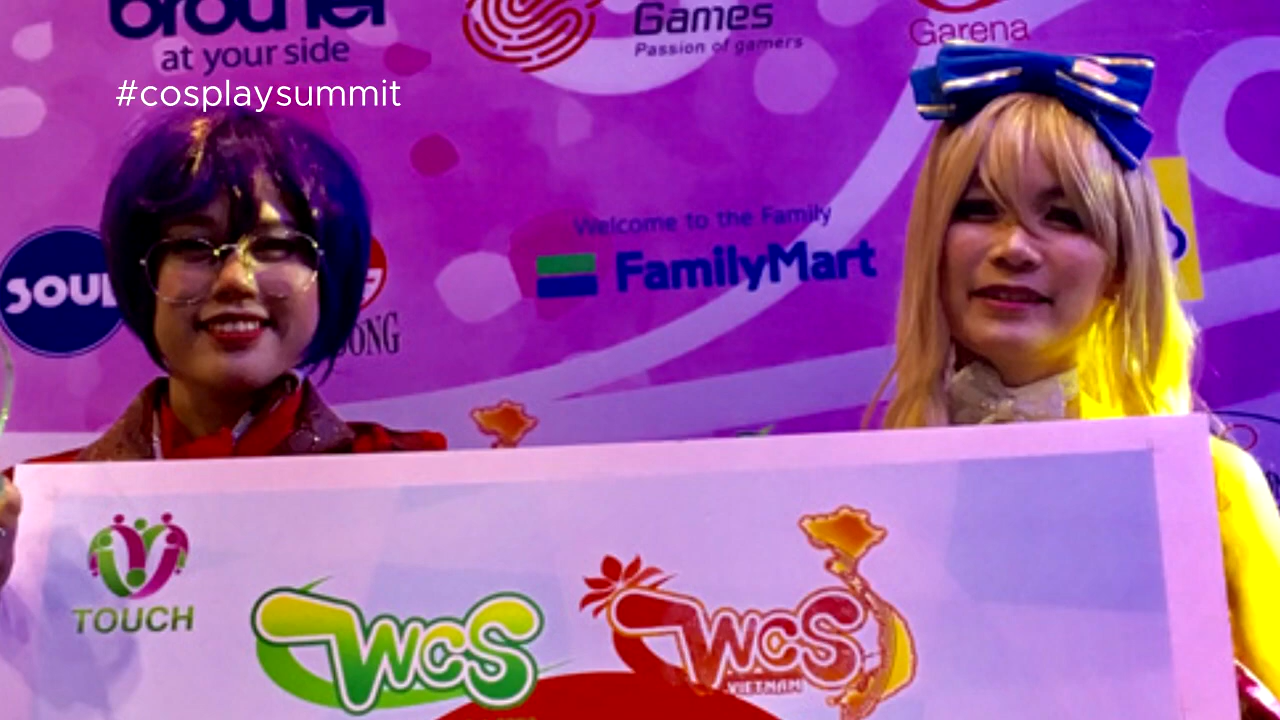 brother
at your side
Games
Passion of gamers
Garena
#cosplaysummit
Welcome to the Family
FamilyMart
SOUL
TOUCH
WCS
WCS
VIETNAM